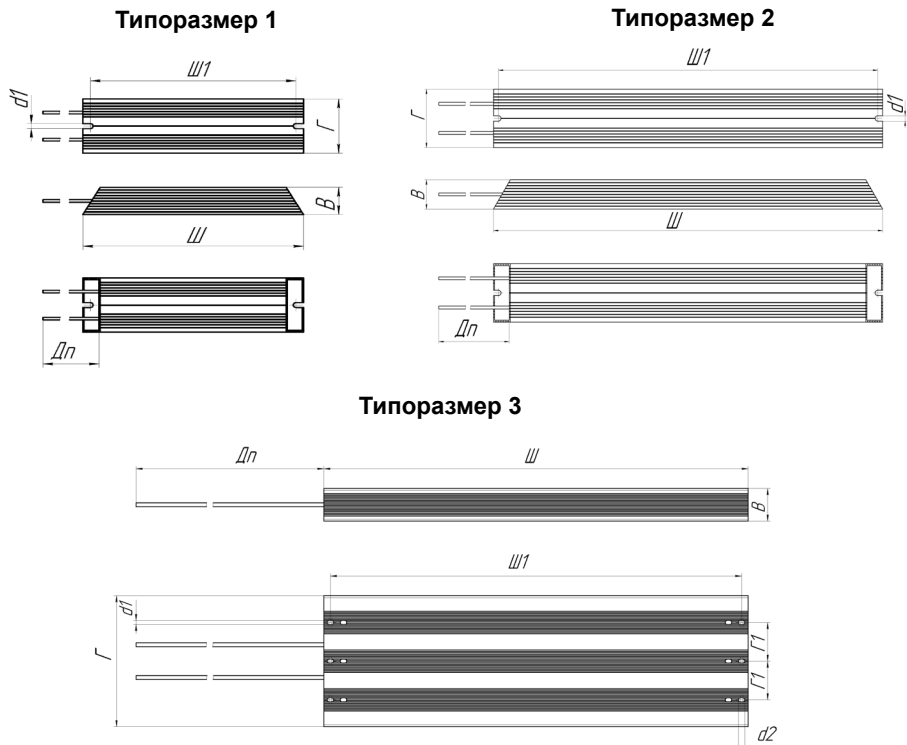 Типоразмер 1
Типоразмер 2
Ш1
d1
Г
В
Ш
Дп
Ш1
d1
Г
В
Ш
Дп
Типоразмер 3
Дп
Ш
В
Ш1
d1
Г
Г1
Г1
d2